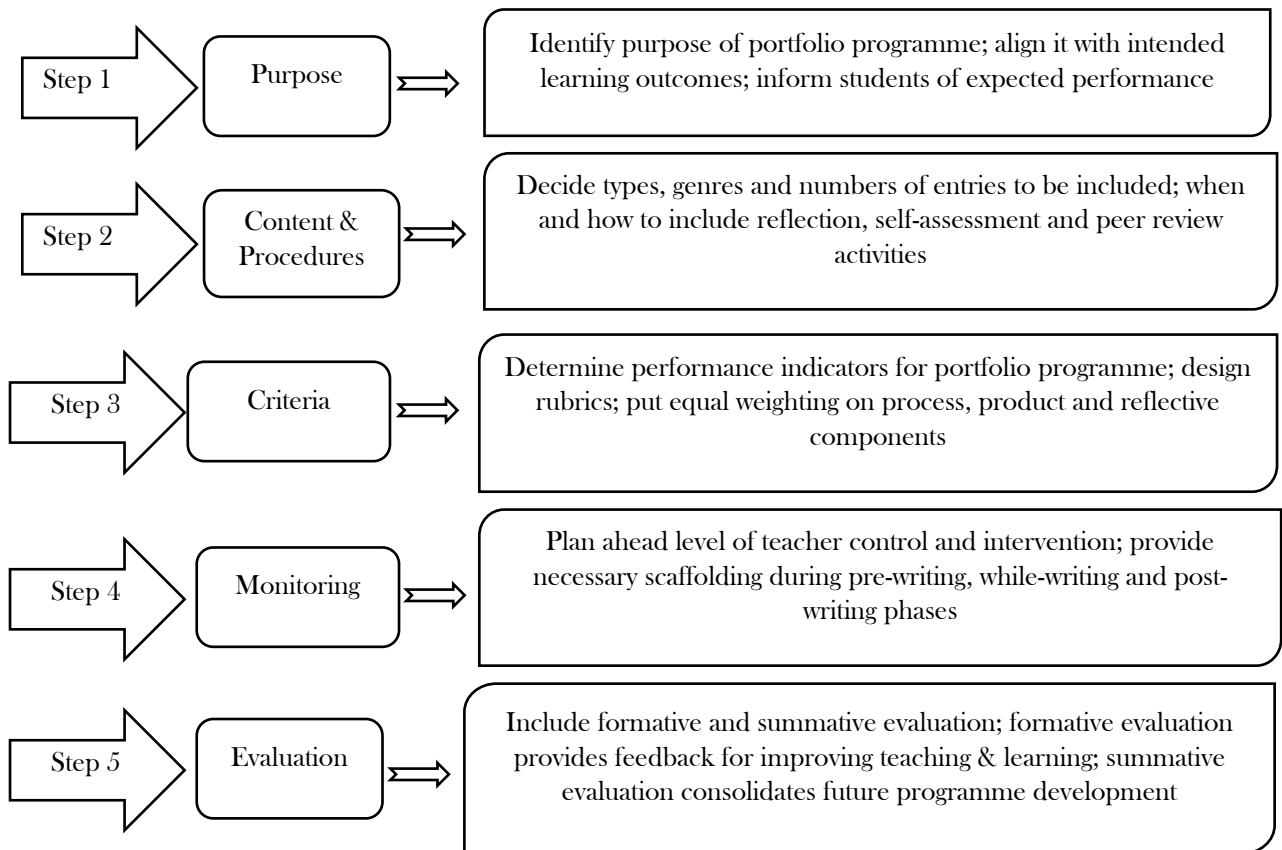 Step 1
Purpose
Identify purpose of portfolio programme; align it with intended
learning outcomes; inform students of expected performance
Step 2
Content &
Procedures
Decide types, genres and numbers of entries to be included; when
and how to include reflection, self-assessment and peer review
activities
Step 3
Criteria
Determine performance indicators for portfolio programme; design
rubrics; put equal weighting on process, product and reflective
components
Step 4
Monitoring
Plan ahead level of teacher control and intervention; provide
necessary scaffolding during pre-writing, while-writing and post-
writing phases
Step 5
Evaluation
Include formative and summative evaluation; formative evaluation
provides feedback for improving teaching & learning; summative
evaluation consolidates future programme development